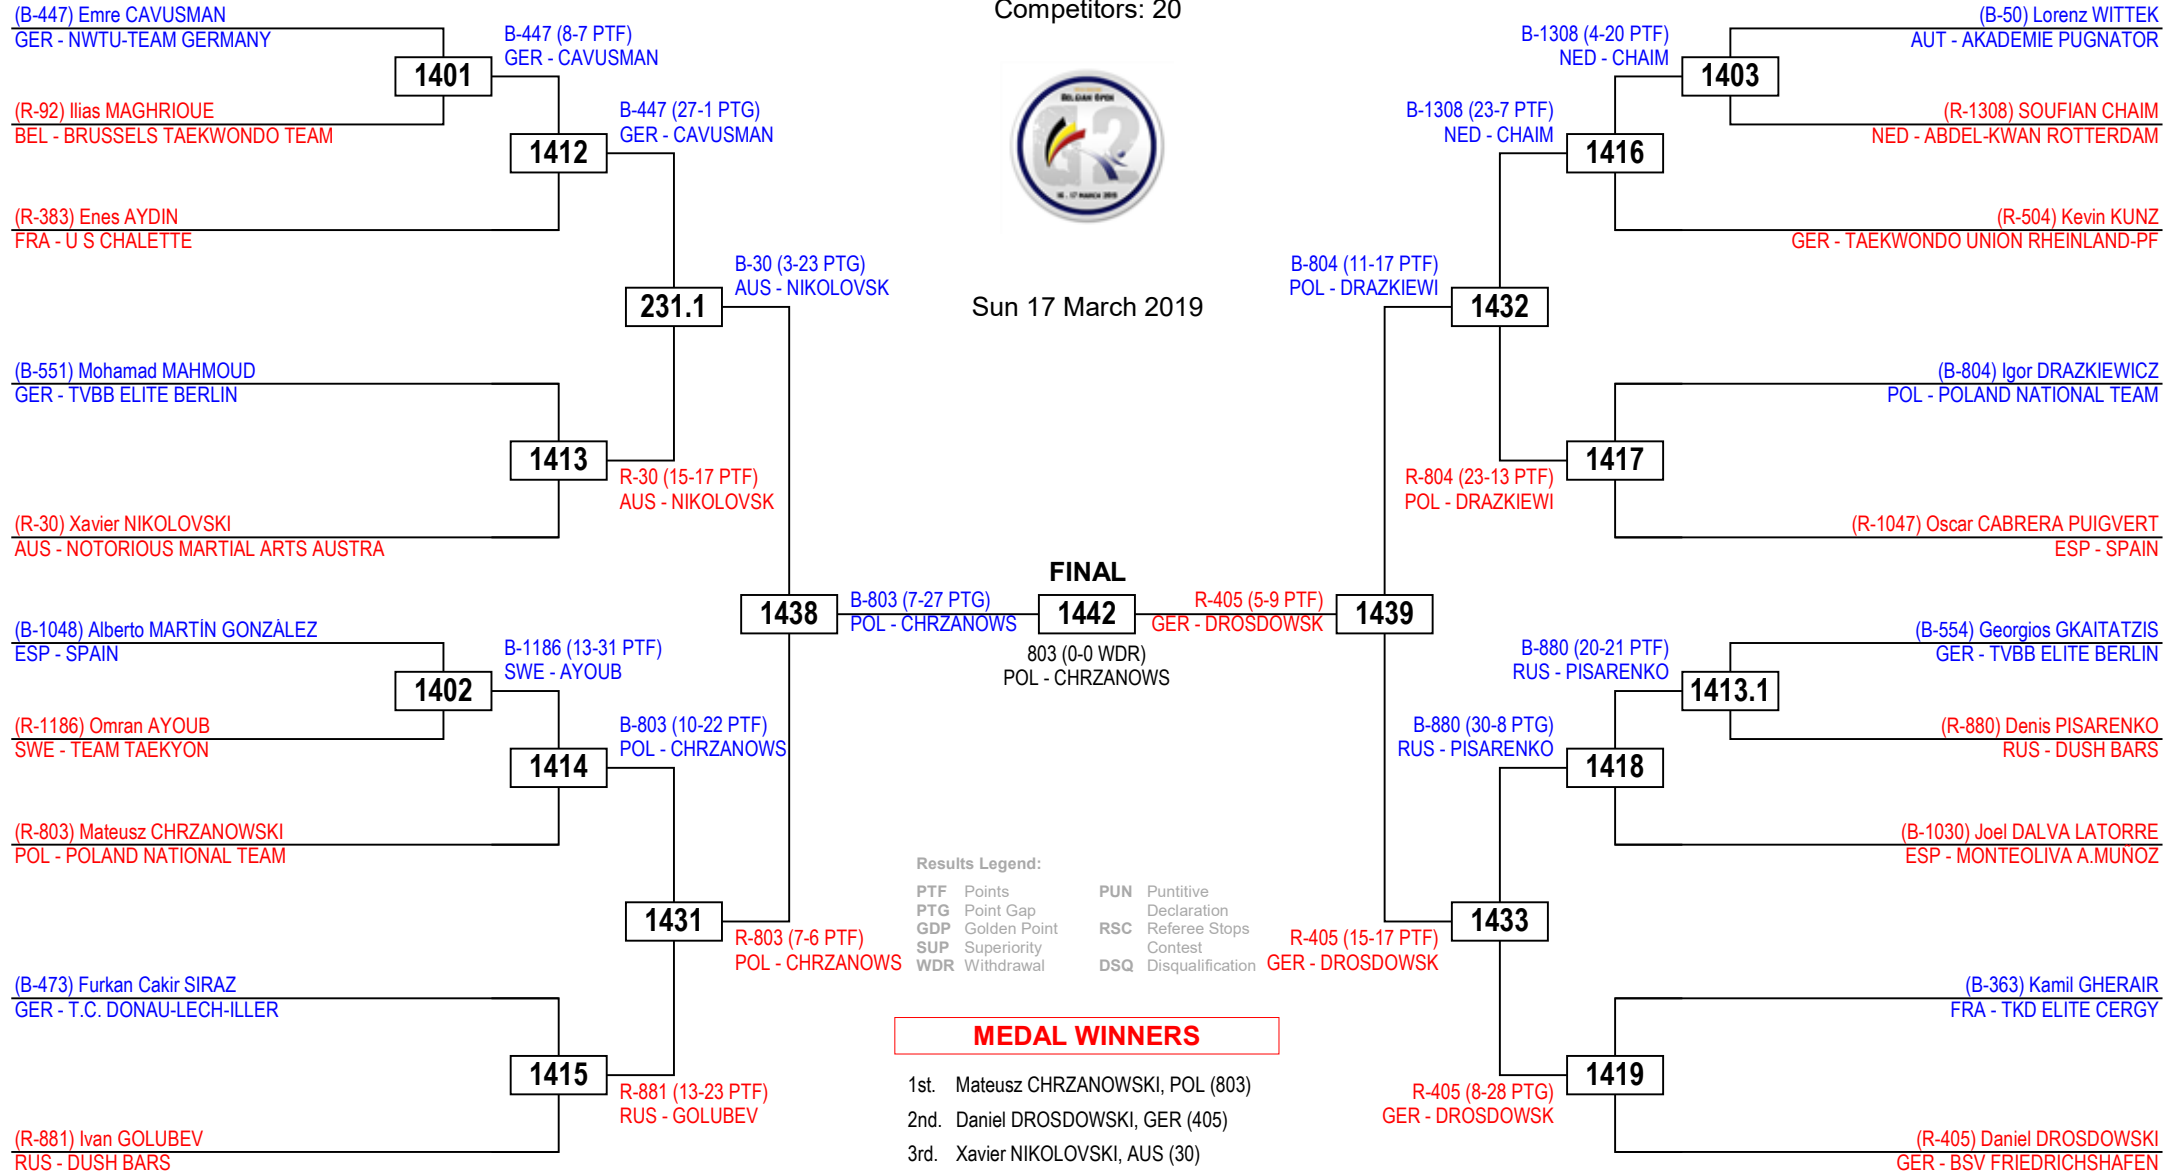 Competitors: 20
BELGIAN OPEN
G2
16 - 17 MARCH 2019
Sun 17 March 2019
(B-447) Emre CAVUSMAN
GER - NWTU-TEAM GERMANY
1401
(R-92) Ilias MAGHRIOUE
BEL - BRUSSELS TAEKWONDO TEAM
B-447 (8-7 PTF)
GER - CAVUSMAN
1412
(R-383) Enes AYDIN
FRA - U S CHALETTE
B-447 (27-1 PTG)
GER - CAVUSMAN
231.1
(B-551) Mohamad MAHMOUD
GER - TVBB ELITE BERLIN
1413
(R-30) Xavier NIKOLOVSKI
AUS - NOTORIOUS MARTIAL ARTS AUSTRA
R-30 (15-17 PTF)
AUS - NIKOLOVSK
B-30 (3-23 PTG)
AUS - NIKOLOVSK
1438
(B-1048) Alberto MARTÍN GONZÁLEZ
ESP - SPAIN
1402
(R-1186) Omran AYOUB
SWE - TEAM TAEKYON
B-1186 (13-31 PTF)
SWE - AYOUB
1414
(R-803) Mateusz CHRZANOWSKI
POL - POLAND NATIONAL TEAM
B-803 (10-22 PTF)
POL - CHRZANOWS
1431
(B-473) Furkan Cakir SIRAZ
GER - T.C. DONAU-LECH-ILLER
1415
(R-881) Ivan GOLUBEV
RUS - DUSH BARS
R-881 (13-23 PTF)
RUS - GOLUBEV
R-803 (7-6 PTF)
POL - CHRZANOWS
B-803 (7-27 PTG)
POL - CHRZANOWS
FINAL
1442
803 (0-0 WDR)
POL - CHRZANOWS
R-405 (5-9 PTF)
GER - DROSDOWSK
1439
(B-50) Lorenz WITTEK
AUT - AKADEMIE PUGNATOR
1403
(R-1308) SOUFIAN CHAIM
NED - ABDEL-KWAN ROTTERDAM
B-1308 (4-20 PTF)
NED - CHAIM
1416
(R-504) Kevin KUNZ
GER - TAEKWONDO UNION RHEINLAND-PF
B-1308 (23-7 PTF)
NED - CHAIM
1432
(B-804) Igor DRAZKIEWICZ
POL - POLAND NATIONAL TEAM
1417
(R-1047) Oscar CABRERA PUIGVERT
ESP - SPAIN
R-804 (23-13 PTF)
POL - DRAZKIEWI
B-804 (11-17 PTF)
POL - DRAZKIEWI
(B-554) Georgios GKAITATZIS
GER - TVBB ELITE BERLIN
1413.1
(R-880) Denis PISARENKO
RUS - DUSH BARS
B-880 (20-21 PTF)
RUS - PISARENKO
1418
(B-1030) Joel DALVA LATORRE
ESP - MONTEOLIVA A.MUÑOZ
B-880 (30-8 PTG)
RUS - PISARENKO
1433
(B-363) Kamil GHERAIR
FRA - TKD ELITE CERGY
1419
(R-405) Daniel DROSDOWSKI
GER - BSV FRIEDRICHSHAFEN
R-405 (8-28 PTG)
GER - DROSDOWSK
R-405 (15-17 PTF)
GER - DROSDOWSK
Results Legend:
PTF Points
PTG Point Gap
GDP Golden Point
SUP Superiority
WDR Withdrawal
PUN Puntitive
Declaration
RSC Referee Stops
Contest
DSQ Disqualification
MEDAL WINNERS
1st. Mateusz CHRZANOWSKI, POL (803)
2nd. Daniel DROSDOWSKI, GER (405)
3rd. Xavier NIKOLOVSKI, AUS (30)